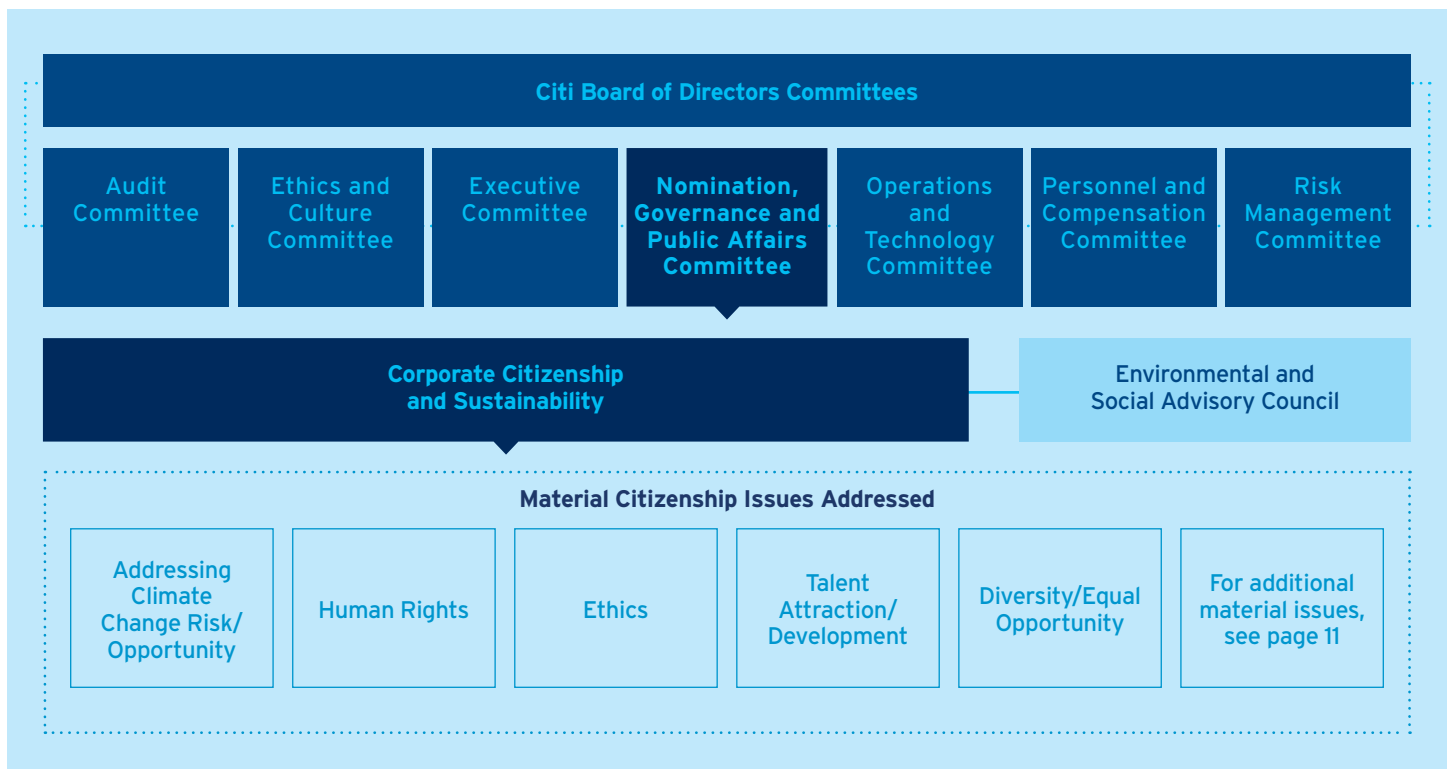 Citi Board of Directors Committees
Audit
Committee
Ethics and
Culture
Committee
Executive
Committee
Nomination,
Governance and
Public Affairs
Committee
Operations
and
Technology
Committee
Personnel and
Compensation
Committee
Risk
Management
Committee
Corporate Citizenship
and Sustainability
Environmental and
Social Advisory Council
Material Citizenship Issues Addressed
Addressing
Climate
Change Risk/
Opportunity
Human Rights
Ethics
Talent
Attraction/
Development
Diversity/Equal
Opportunity
For additional
material issues,
see page 11